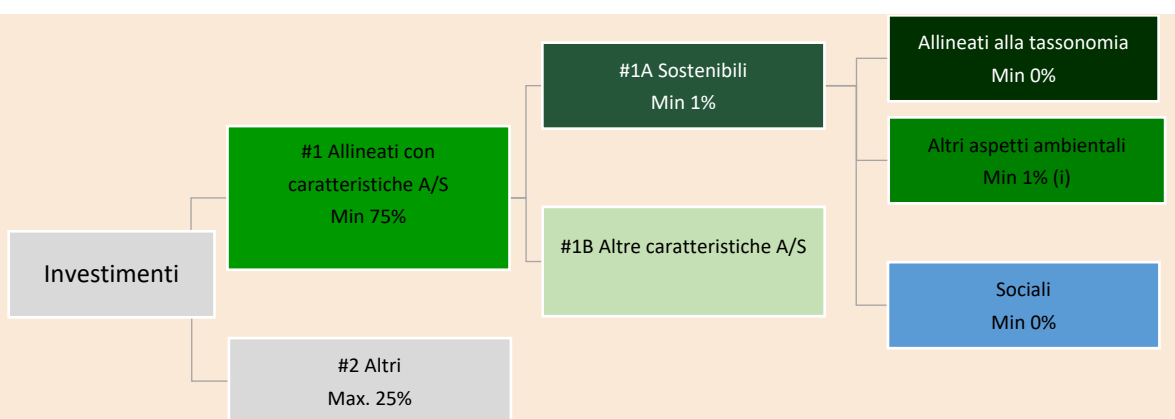 Investimenti
#1 Allineati con
caratteristiche A/S
Min 75%
#2 Altri
Max. 25%
#1A Sostenibili
Min 1%
#1B Altre caratteristiche A/S
Allineati alla tassonomia
Min 0%
Altri aspetti ambientali
Min 1% (i)
Sociali
Min 0%